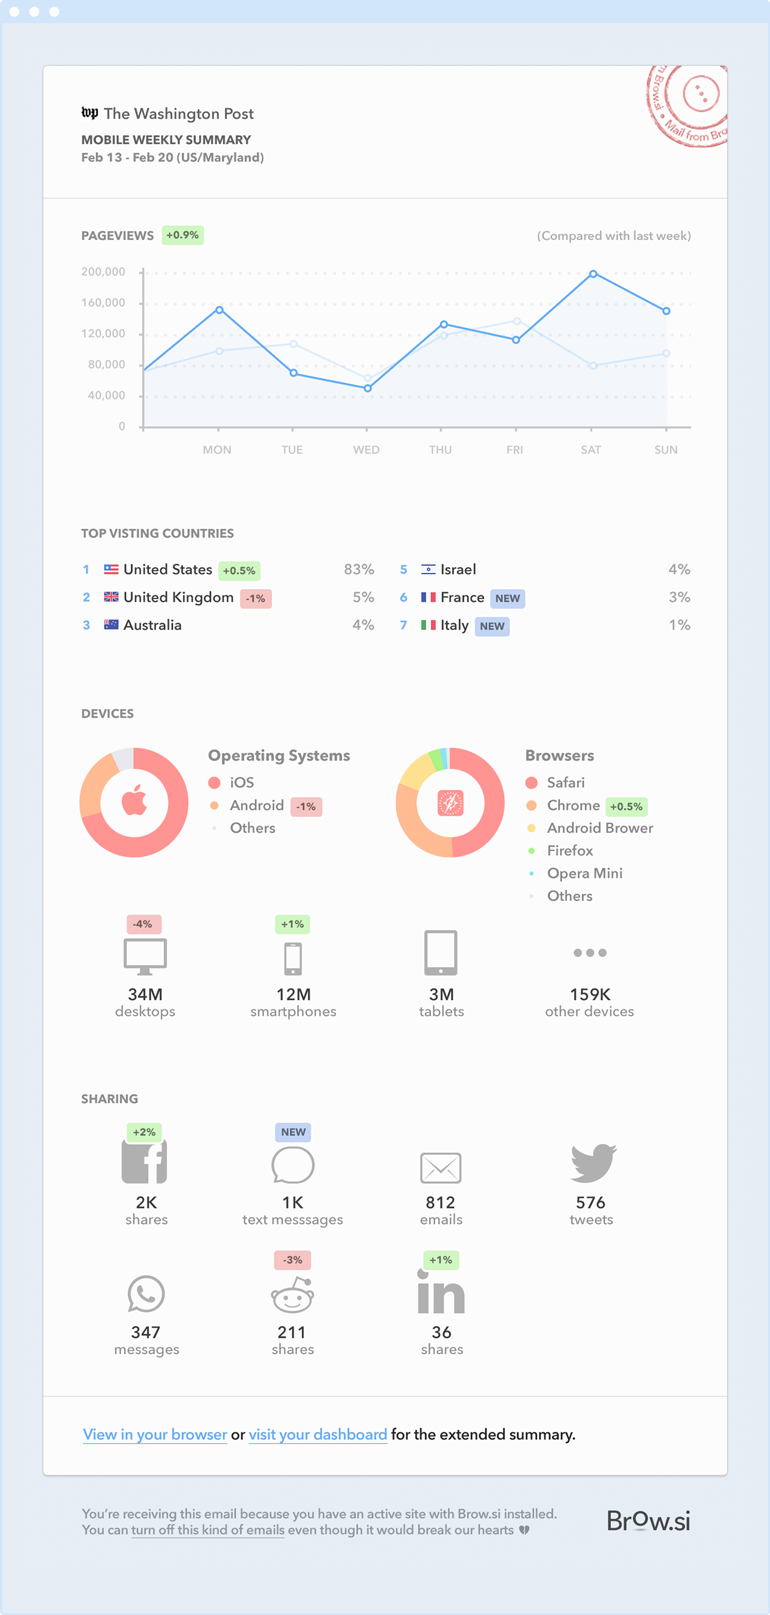 m Brow.si • Mail from Bro
wp The Washington Post
MOBILE WEEKLY SUMMARY
Feb 13 - Feb 20 (US/Maryland)
PAGEVIEWS +0.9% (Compared with last week)
200,000
160,000
120,000
80,000
40,000
0
MON TUE WED THU FRI SAT SUN
TOP VISTING COUNTRIES
1 United States +0.5% 83%
2 United Kingdom -1% 5%
3 Australia 4%
5 Israel 4%
6 France NEW 3%
7 Italy NEW 1%
DEVICES
Operating Systems
iOS
Android -1%
Others
Browsers
Safari
Chrome +0.5%
Android Brower
Firefox
Opera Mini
Others
-4% +1%
34M 12M 3M 159K
desktops smartphones tablets other devices
SHARING
+2% NEW
2K 1K 812 576
shares text messsages emails tweets
-3% +1%
in
347 211 36
messages shares shares
View in your browser or visit your dashboard for the extended summary.
You're receiving this email because you have an active site with Brow.si installed.
You can turn off this kind of emails even though it would break our hearts
Brow.si